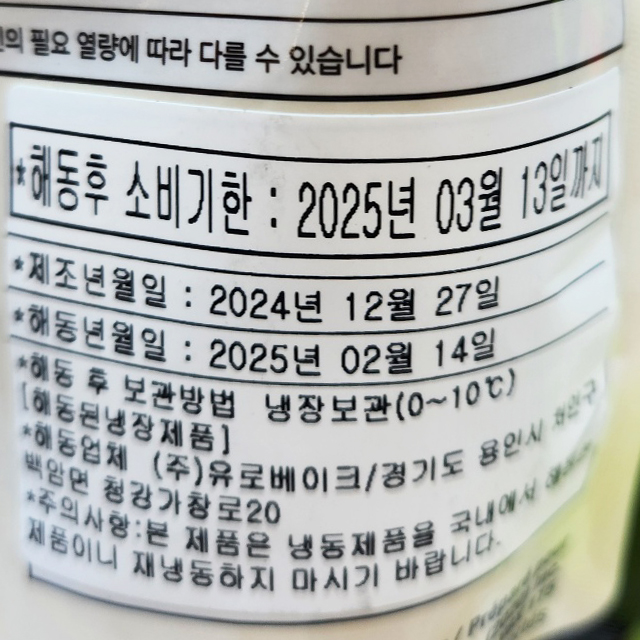 의 필요 열량에 따라 다를 수 있습니다
*해동후 소비기한 : 2025년 03월 13일까지
*제조년월일 : 2024년 12월 27일
*해동년월일 : 2025년 02월 14일
*해동 후 보관방법 냉장보관(0~10℃)
[해동된냉장제품]
*해동업체 (주)유로베이크/경기도 용인시 처인구
백암면 청강가창로20
*주의사항:본 제품은 냉동제품을 국내에서
제품이니 재냉동하지 마시기 바랍니다.